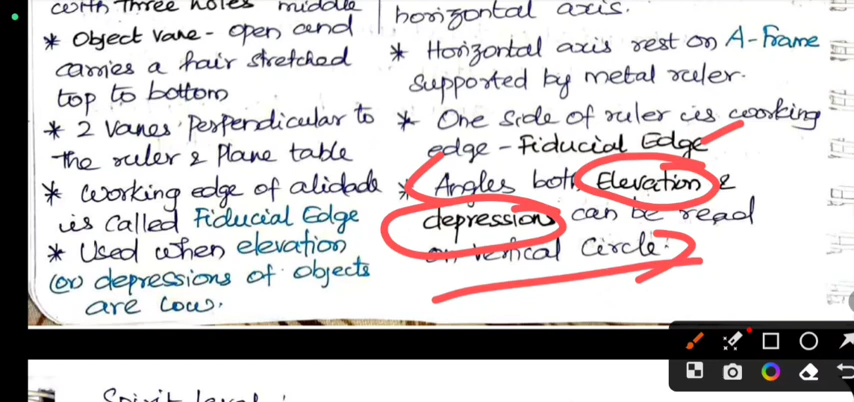 with three holes middle
* Object vane - open and
carries a hair stretched
top to bottom
* 2 vanes perpendicular to
the ruler & Plane table
* working edge of alidade
is called Fiducial Edge
* Used when elevation
(or) depressions of objects
are low.
horizontal axis.
* Horizontal axis rest on A-Frame
supported by metal ruler.
* One side of ruler is working
edge - Fiducial Edge
* Angles both Elevation &
depression can be read
on vertical Circle.
Spirit level :